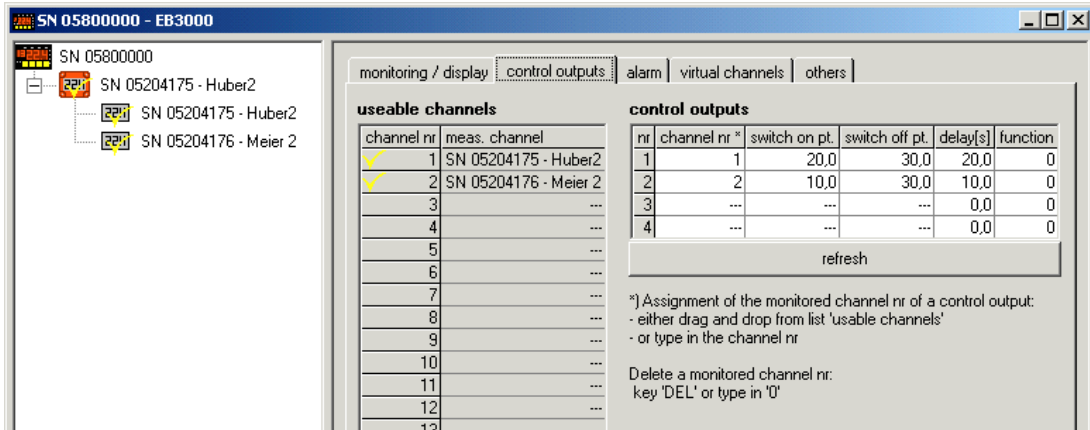 SN 05800000 - EB3000
SN 05800000
SN 05204175 - Huber2
SN 05204175 - Huber2
SN 05204176 - Meier 2
monitoring / display control outputs alarm virtual channels others
useable channels
channel nr meas. channel
1 SN 05204175 - Huber2
2 SN 05204176 - Meier 2
3 ---
4 ---
5 ---
6 ---
7 ---
8 ---
9 ---
10 ---
11 ---
12 ---
13
control outputs
nr channel nr * switch on pt. switch off pt. delay[s] function
1 1 20,0 30,0 20,0 0
2 2 10,0 30,0 10,0 0
3 --- --- --- 0,0 0
4 --- --- --- 0,0 0
refresh
*) Assignment of the monitored channel nr of a control output:
- either drag and drop from list 'usable channels'
- or type in the channel nr
Delete a monitored channel nr:
key 'DEL' or type in '0'